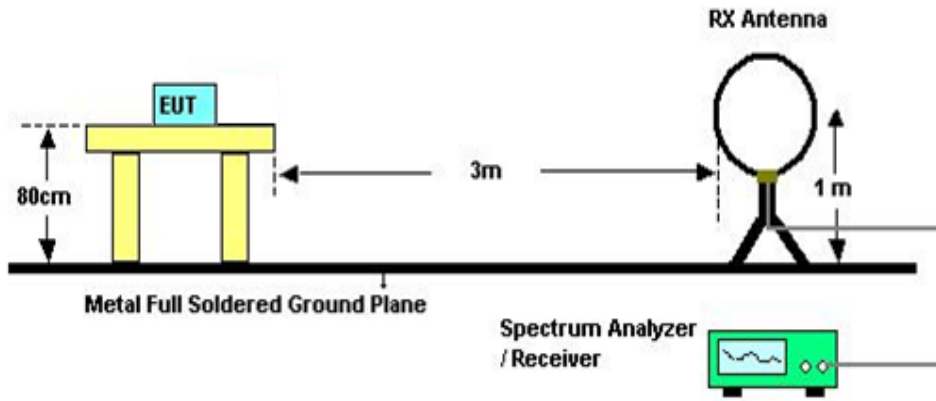 RX Antenna
EUT
80cm
3m
1 m
Metal Full Soldered Ground Plane
Spectrum Analyzer
/ Receiver